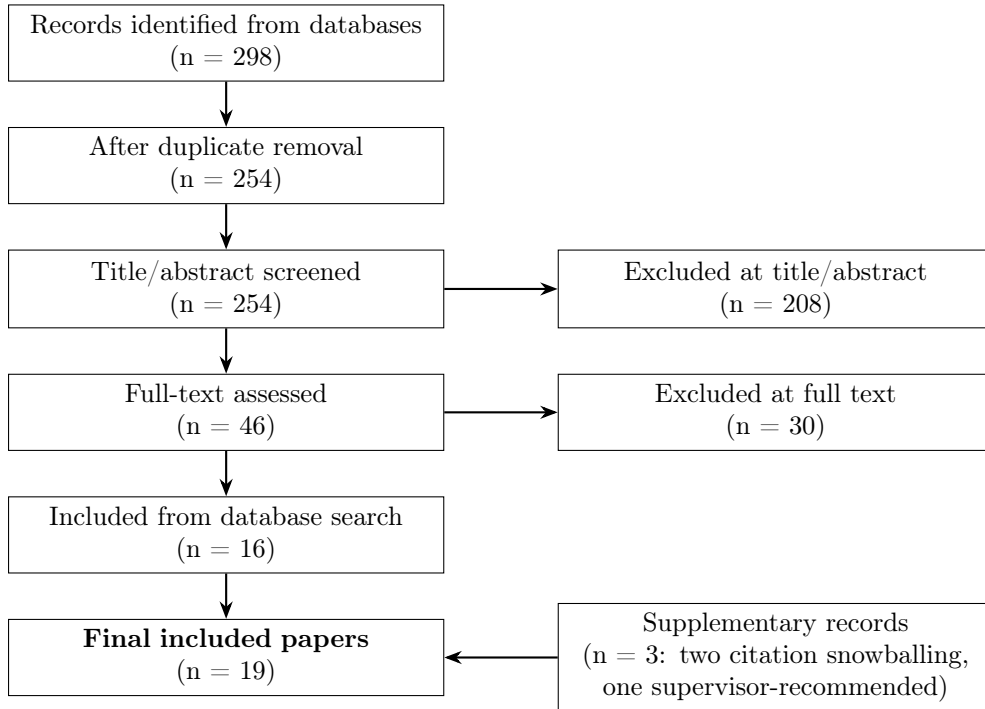 Records identified from databases
(n = 298)
After duplicate removal
(n = 254)
Title/abstract screened
(n = 254)
Excluded at title/abstract
(n = 208)
Full-text assessed
(n = 46)
Excluded at full text
(n = 30)
Included from database search
(n = 16)
Final included papers
(n = 19)
Supplementary records
(n = 3: two citation snowballing,
one supervisor-recommended)